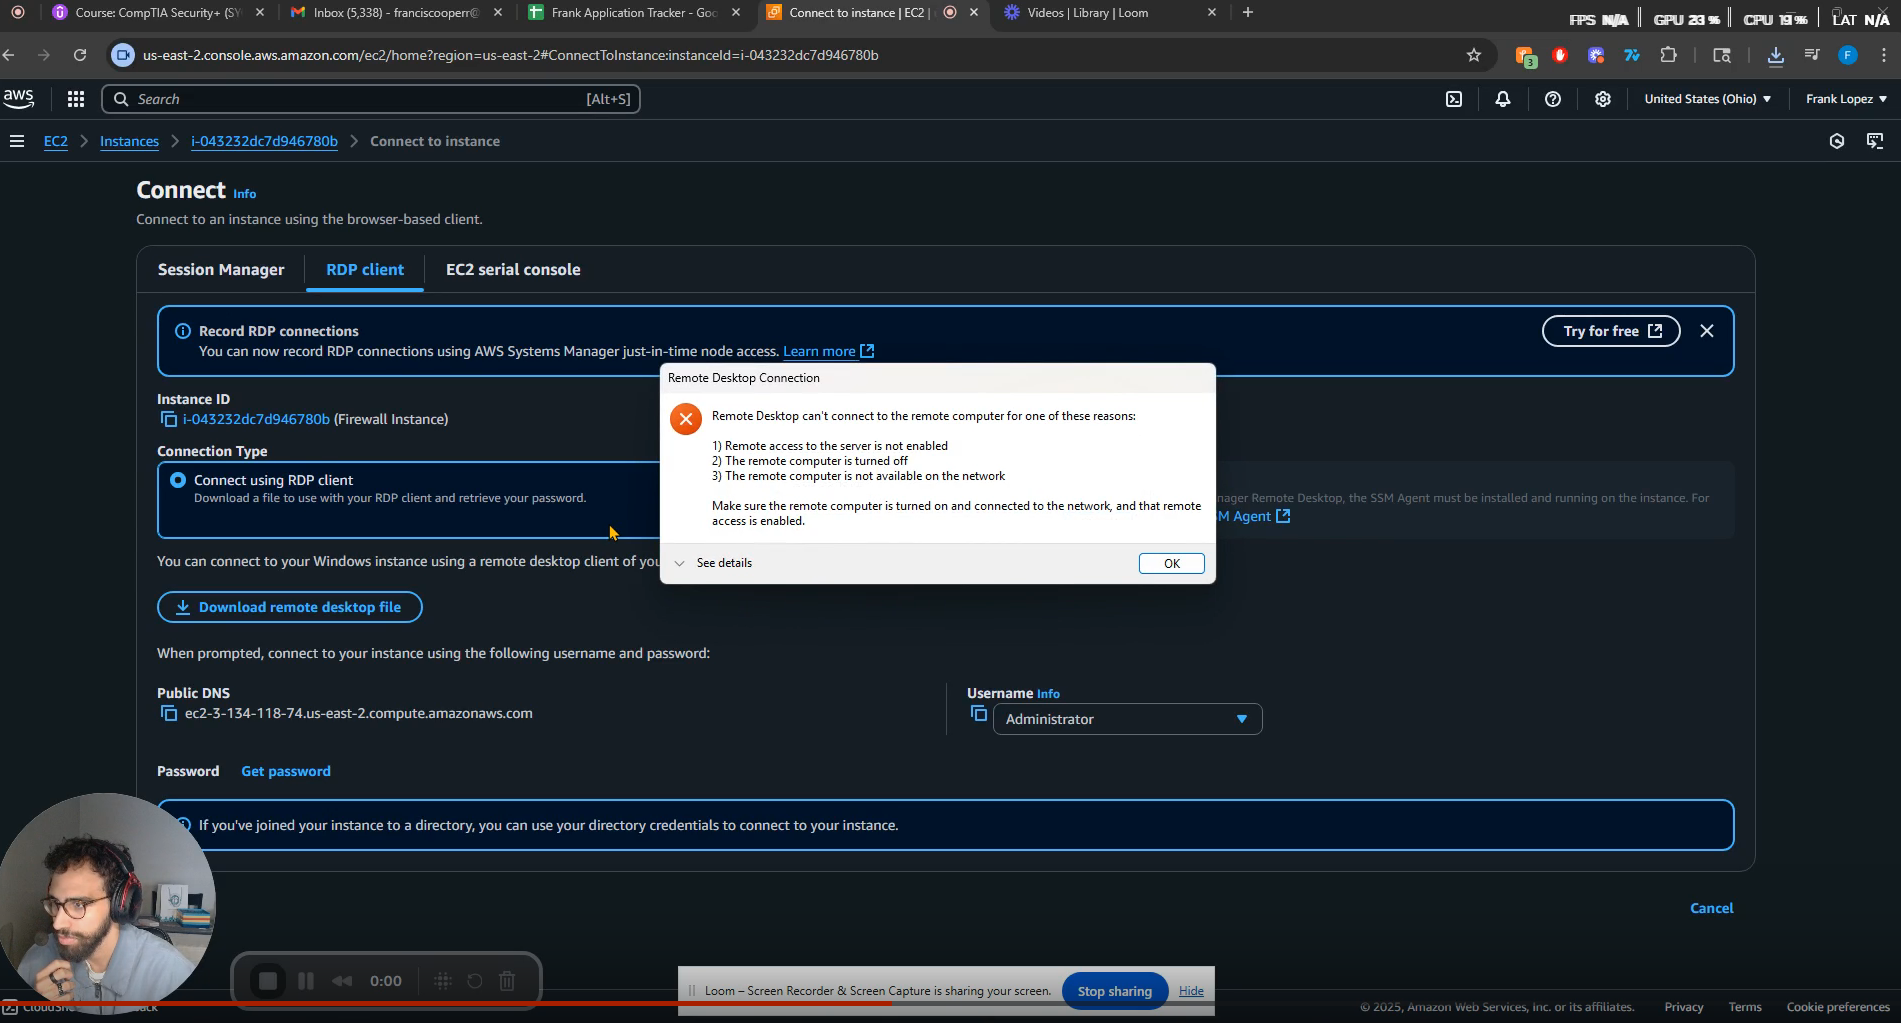 Course: CompTIA Security+ (SY
Inbox (5,338) - franciscooperr@
Frank Application Tracker - Goo
Connect to instance | EC2 |
Videos | Library | Loom
FPS N/A
GPU 23 %
CPU 19 %
LAT N/A
us-east-2.console.aws.amazon.com/ec2/home?region=us-east-2#ConnectToInstance:instanceId=i-043232dc7d946780b
3
F
aws
Search
[Alt+S]
United States (Ohio)
Frank Lopez
EC2
Instances
i-043232dc7d946780b
Connect to instance
Connect Info
Connect to an instance using the browser-based client.
Session Manager
RDP client
EC2 serial console
Record RDP connections
You can now record RDP connections using AWS Systems Manager just-in-time node access. Learn more
Try for free
Instance ID
i-043232dc7d946780b (Firewall Instance)
Connection Type
Connect using RDP client
Download a file to use with your RDP client and retrieve your password.
nager Remote Desktop, the SSM Agent must be installed and running on the instance. For
M Agent
Remote Desktop Connection
Remote Desktop can't connect to the remote computer for one of these reasons:
1) Remote access to the server is not enabled
2) The remote computer is turned off
3) The remote computer is not available on the network
Make sure the remote computer is turned on and connected to the network, and that remote
access is enabled.
See details
OK
You can connect to your Windows instance using a remote desktop client of you
Download remote desktop file
When prompted, connect to your instance using the following username and password:
Public DNS
ec2-3-134-118-74.us-east-2.compute.amazonaws.com
Username Info
Administrator
Password
Get password
If you've joined your instance to a directory, you can use your directory credentials to connect to your instance.
Cancel
0:00
Loom – Screen Recorder & Screen Capture is sharing your screen.
Stop sharing
Hide
© 2025, Amazon Web Services, Inc. or its affiliates.
Privacy
Terms
Cookie preferences